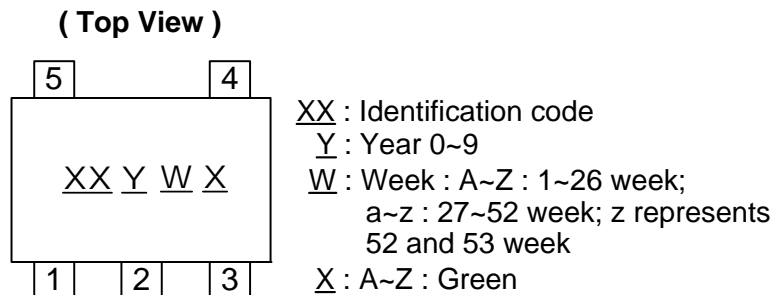 ( Top View )
5 4
XX Y W X
1 2 3
XX : Identification code
Y : Year 0~9
W : Week : A~Z : 1~26 week;
a~z : 27~52 week; z represents
52 and 53 week
X : A~Z : Green